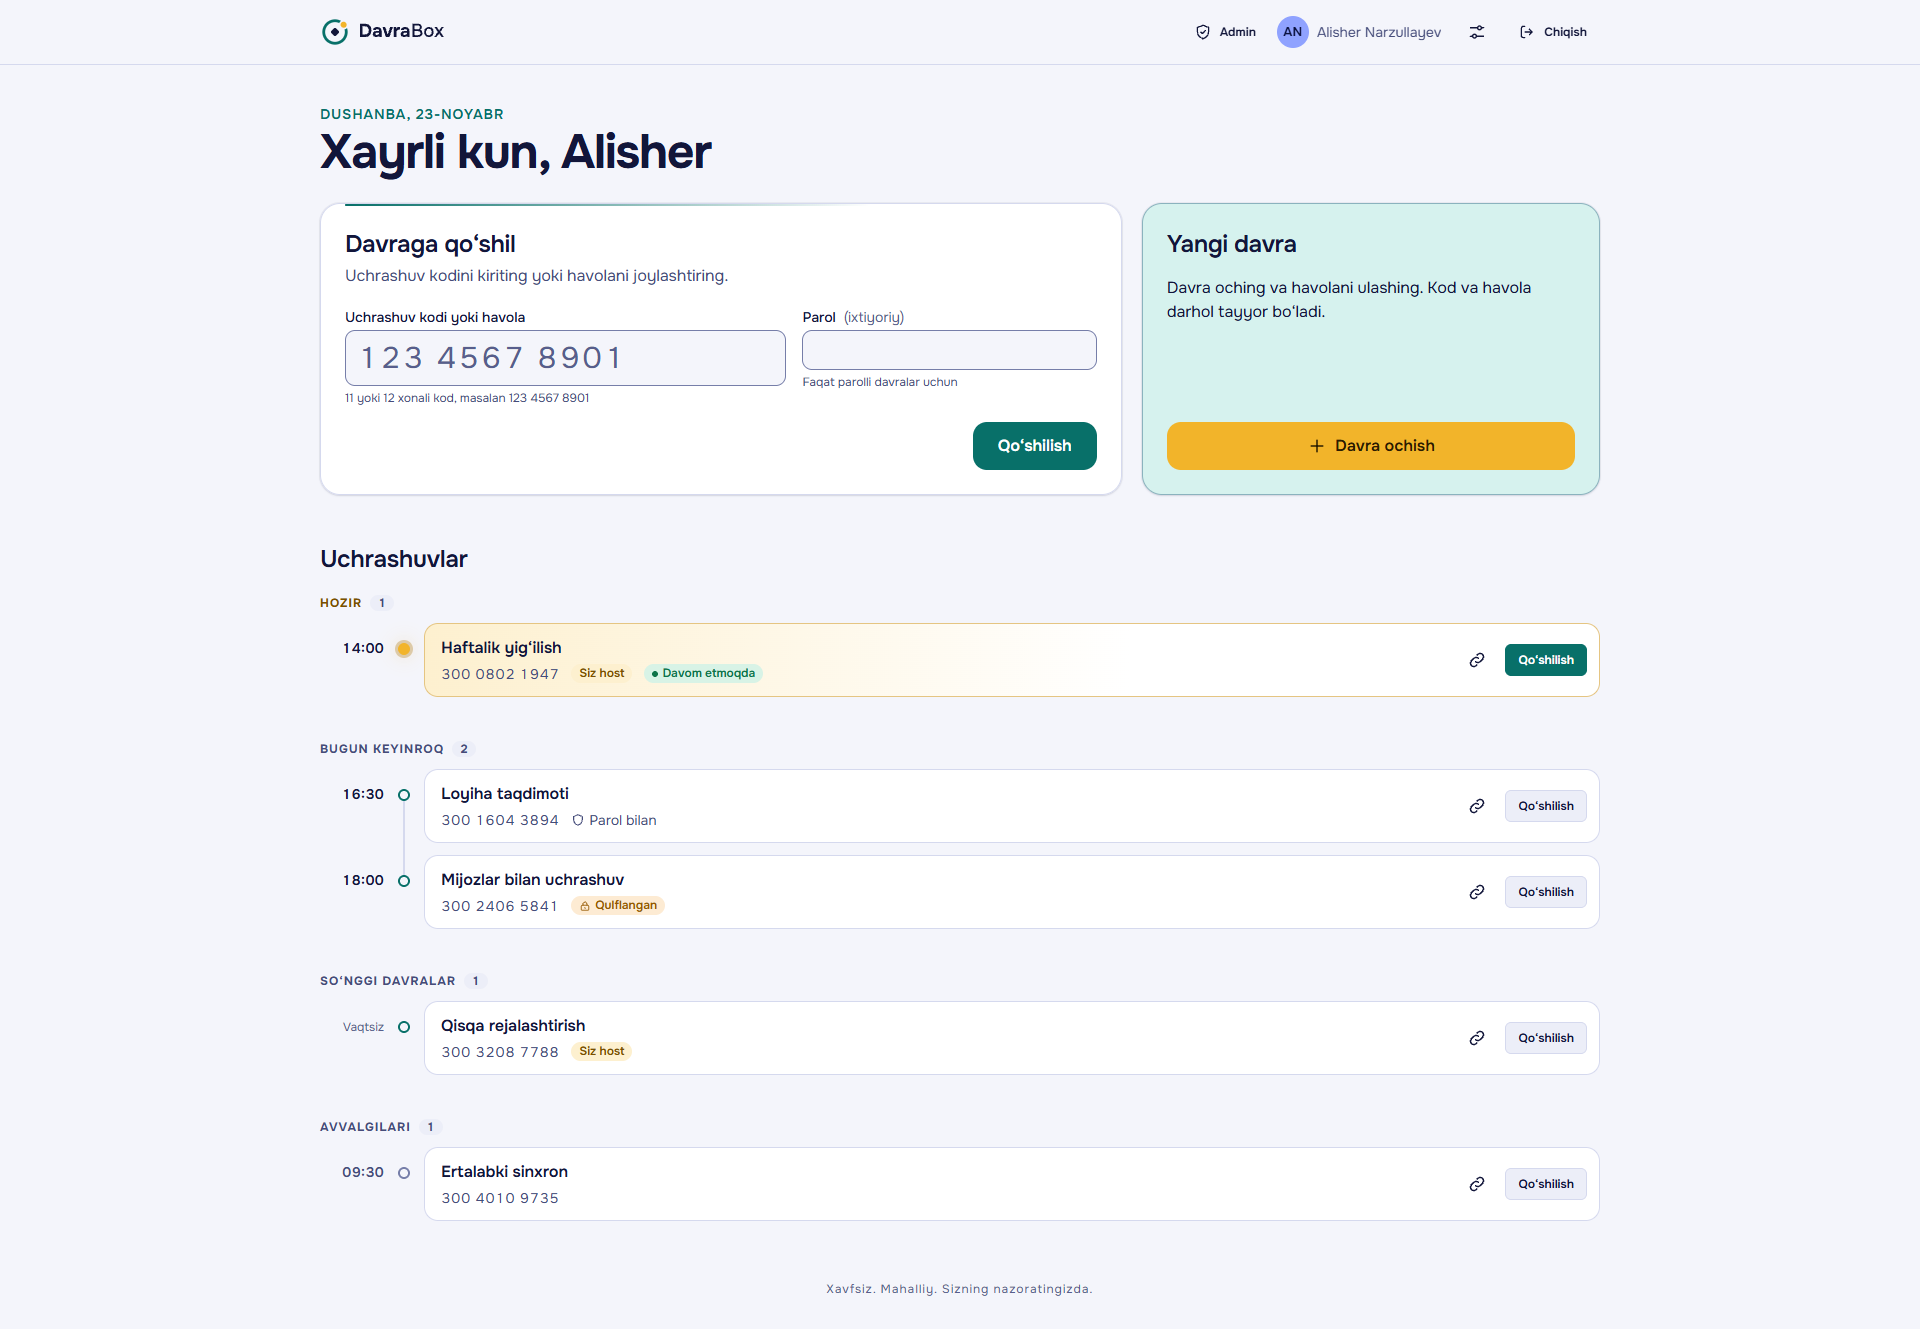 DavraBox
Admin
AN Alisher Narzullayev
Chiqish
DUSHANBA, 23-NOYABR
Xayrli kun, Alisher
Davraga qo‘shil
Uchrashuv kodini kiriting yoki havolani joylashtiring.
Uchrashuv kodi yoki havola
123 4567 8901
11 yoki 12 xonali kod, masalan 123 4567 8901
Parol (ixtiyoriy)
Faqat parolli davralar uchun
Qo‘shilish
Yangi davra
Davra oching va havolani ulashing. Kod va havola
darhol tayyor bo‘ladi.
Davra ochish
Uchrashuvlar
HOZIR 1
14:00
Haftalik yig‘ilish
300 0802 1947 Siz host Davom etmoqda
Qo‘shilish
BUGUN KEYINROQ 2
16:30
Loyiha taqdimoti
300 1604 3894 Parol bilan
Qo‘shilish
18:00
Mijozlar bilan uchrashuv
300 2406 5841 Qulflangan
Qo‘shilish
SO‘NGGI DAVRALAR 1
Vaqtsiz
Qisqa rejalashtirish
300 3208 7788 Siz host
Qo‘shilish
AVVALGILARI 1
09:30
Ertalabki sinxron
300 4010 9735
Qo‘shilish
Xavfsiz. Mahalliy. Sizning nazoratingizda.